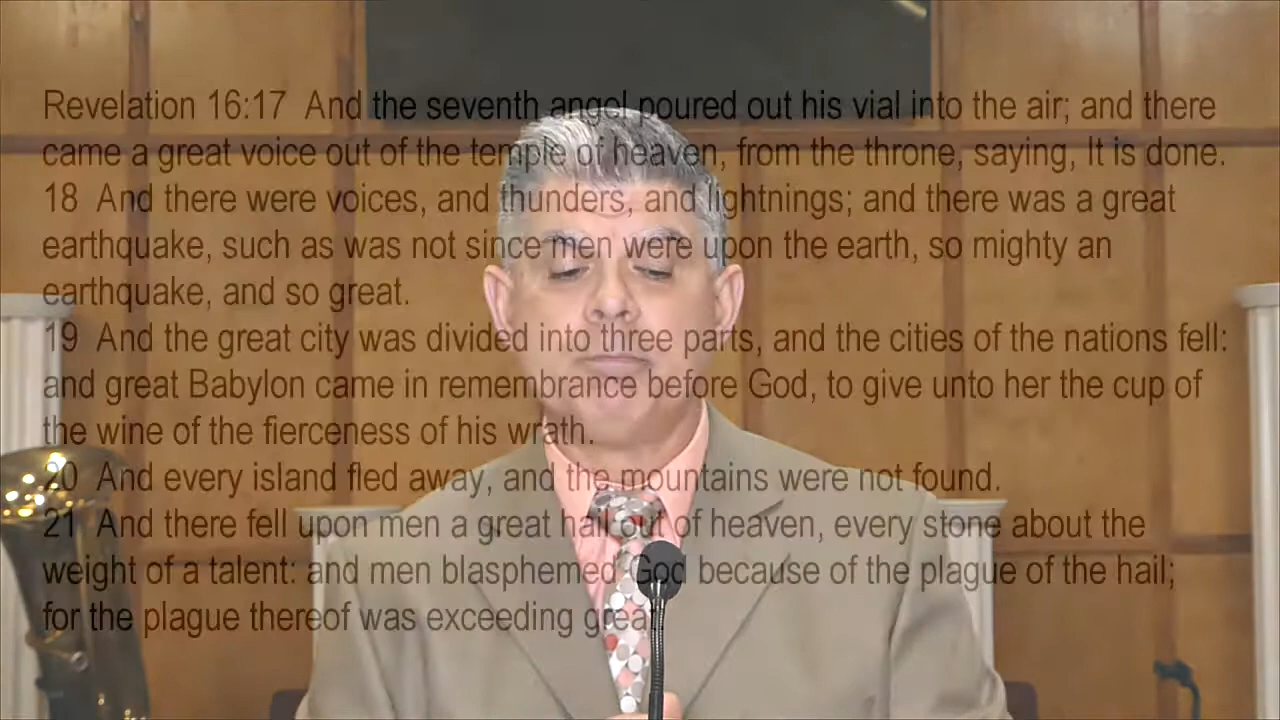 Revelation 16:17 And the seventh angel poured out his vial into the air; and there
came a great voice out of the temple of heaven, from the throne, saying, It is done.
18 And there were voices, and thunders, and lightnings; and there was a great
earthquake, such as was not since men were upon the earth, so mighty an
earthquake, and so great.
19 And the great city was divided into three parts, and the cities of the nations fell:
and great Babylon came in remembrance before God, to give unto her the cup of
the wine of the fierceness of his wrath.
20 And every island fled away, and the mountains were not found.
21 And there fell upon men a great hail out of heaven, every stone about the
weight of a talent: and men blasphemed God because of the plague of the hail;
for the plague thereof was exceeding great.